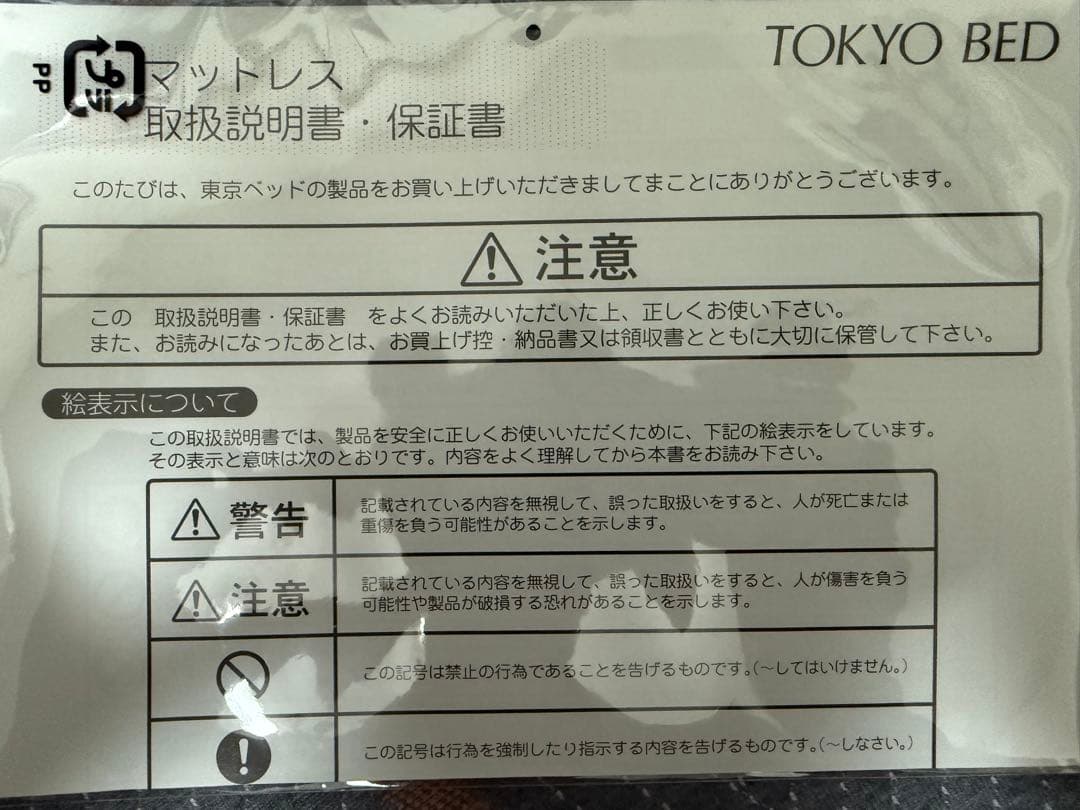 TOKYO BED
プラ
PP
マットレス
取扱説明書・保証書
このたびは、東京ベッドの製品をお買い上げいただきましてまことにありがとうございます。
注意
この 取扱説明書・保証書 をよくお読みいただいた上、正しくお使い下さい。
また、お読みになったあとは、お買上げ控・納品書又は領収書とともに大切に保管して下さい。
絵表示について
この取扱説明書では、製品を安全に正しくお使いいただくために、下記の絵表示をしています。
その表示と意味は次のとおりです。内容をよく理解してから本書をお読み下さい。
警告
記載されている内容を無視して、誤った取扱いをすると、人が死亡または
重傷を負う可能性があることを示します。
注意
記載されている内容を無視して、誤った取扱いをすると、人が傷害を負う
可能性や製品が破損する恐れがあることを示します。
この記号は禁止の行為であることを告げるものです。(〜してはいけません。)
この記号は行為を強制したり指示する内容を告げるものです。(〜しなさい。)